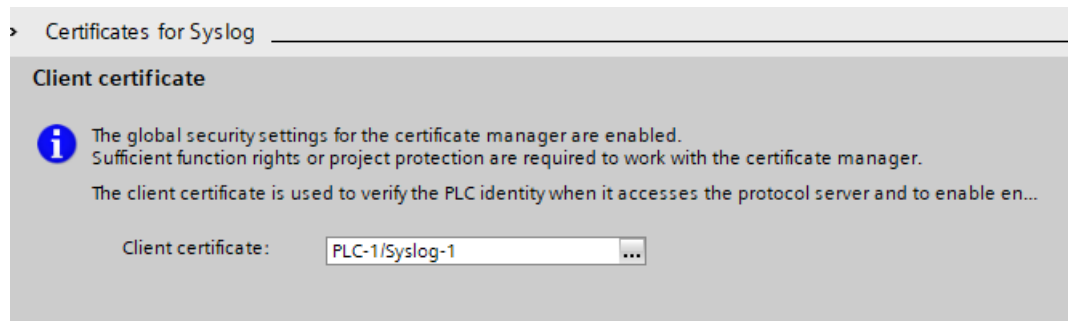 Certificates for Syslog
Client certificate
The global security settings for the certificate manager are enabled.
Sufficient function rights or project protection are required to work with the certificate manager.
The client certificate is used to verify the PLC identity when it accesses the protocol server and to enable en...
Client certificate: PLC-1/Syslog-1 ...